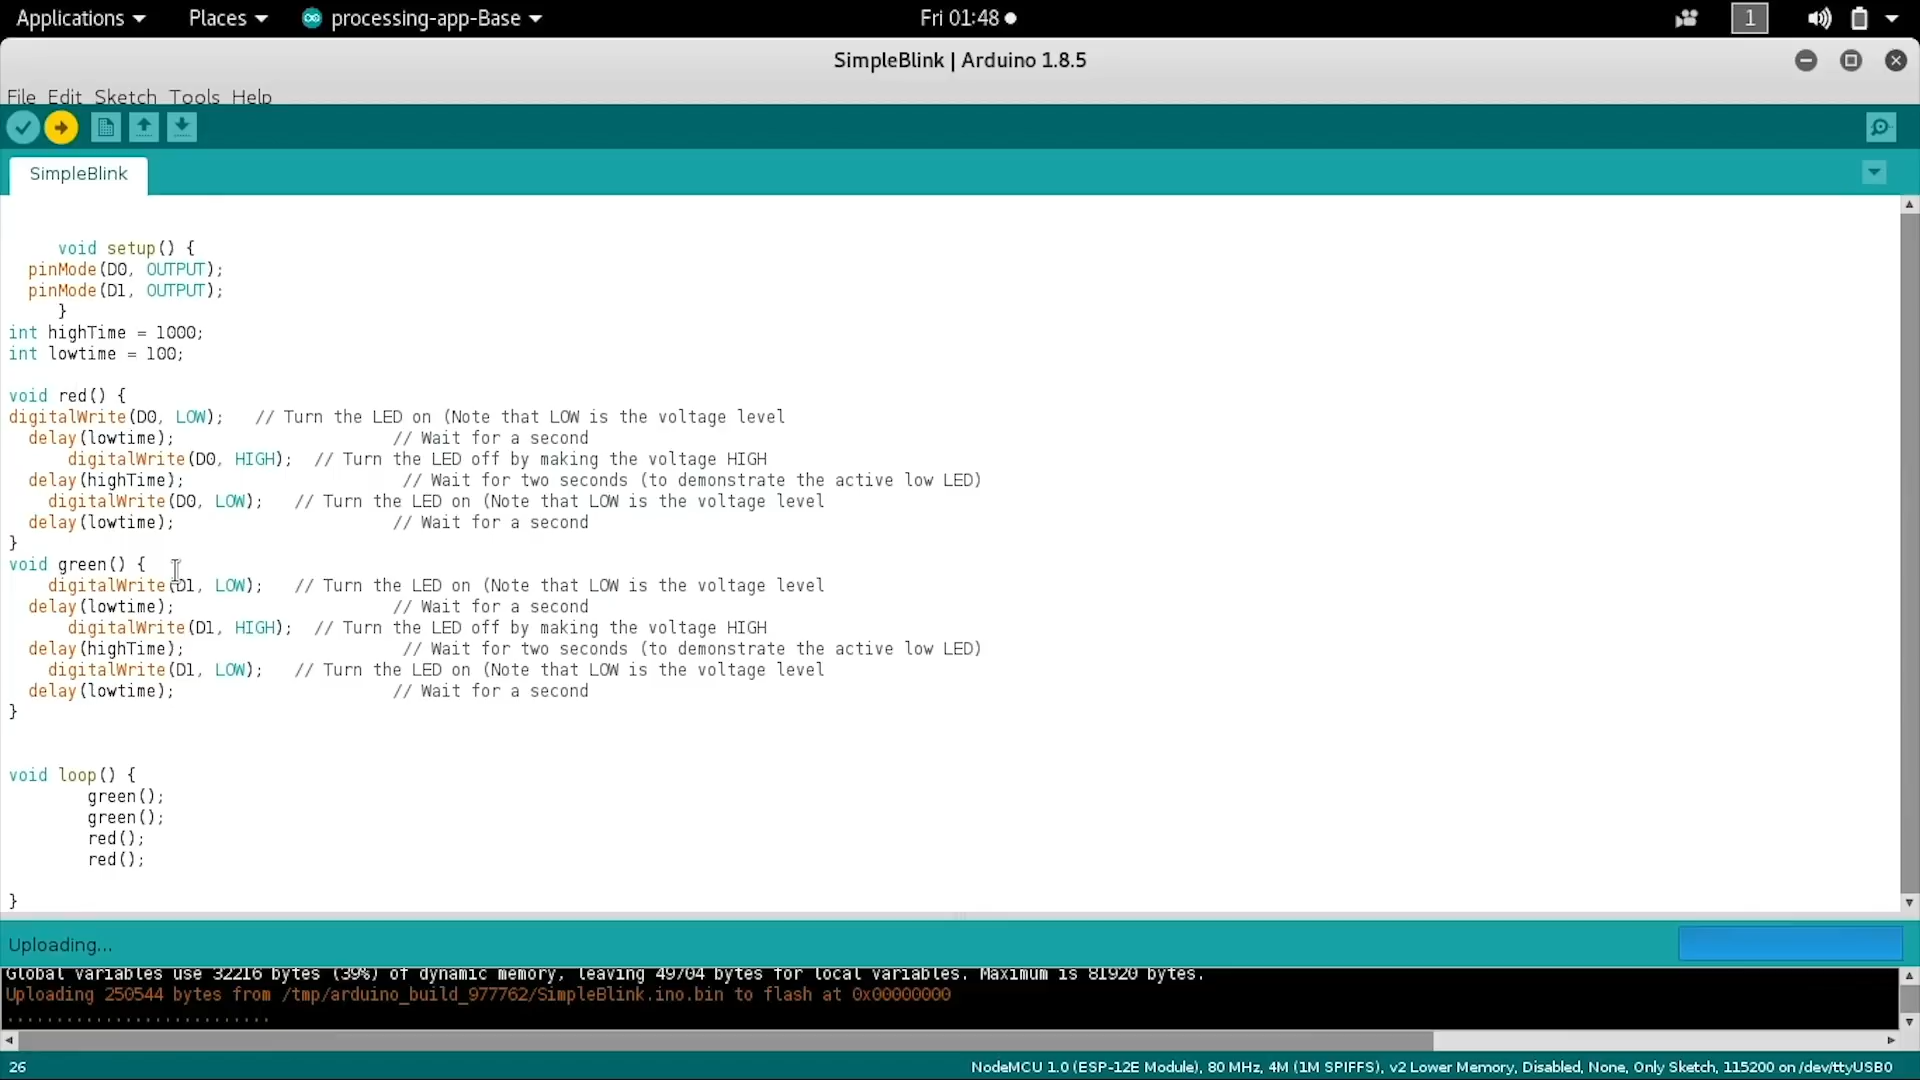 Applications Places processing-app-Base Fri 01:48 1
SimpleBlink | Arduino 1.8.5
File Edit Sketch Tools Help
SimpleBlink
void setup() {
pinMode(D0, OUTPUT);
pinMode(D1, OUTPUT);
}
int highTime = 1000;
int lowtime = 100;
void red() {
digitalWrite(D0, LOW); // Turn the LED on (Note that LOW is the voltage level
delay(lowtime); // Wait for a second
digitalWrite(D0, HIGH); // Turn the LED off by making the voltage HIGH
delay(highTime); // Wait for two seconds (to demonstrate the active low LED)
digitalWrite(D0, LOW); // Turn the LED on (Note that LOW is the voltage level
delay(lowtime); // Wait for a second
}
void green() {
digitalWrite(D1, LOW); // Turn the LED on (Note that LOW is the voltage level
delay(lowtime); // Wait for a second
digitalWrite(D1, HIGH); // Turn the LED off by making the voltage HIGH
delay(highTime); // Wait for two seconds (to demonstrate the active low LED)
digitalWrite(D1, LOW); // Turn the LED on (Note that LOW is the voltage level
delay(lowtime); // Wait for a second
}
void loop() {
green();
green();
red();
red();
}
Uploading...
Global variables use 32216 bytes (39%) of dynamic memory, leaving 49704 bytes for local variables. Maximum is 81920 bytes.
Uploading 250544 bytes from /tmp/arduino_build_977762/SimpleBlink.ino.bin to flash at 0x00000000
...........................
26 NodeMCU 1.0 (ESP-12E Module), 80 MHz, 4M (1M SPIFFS), v2 Lower Memory, Disabled, None, Only Sketch, 115200 on /dev/ttyUSB0